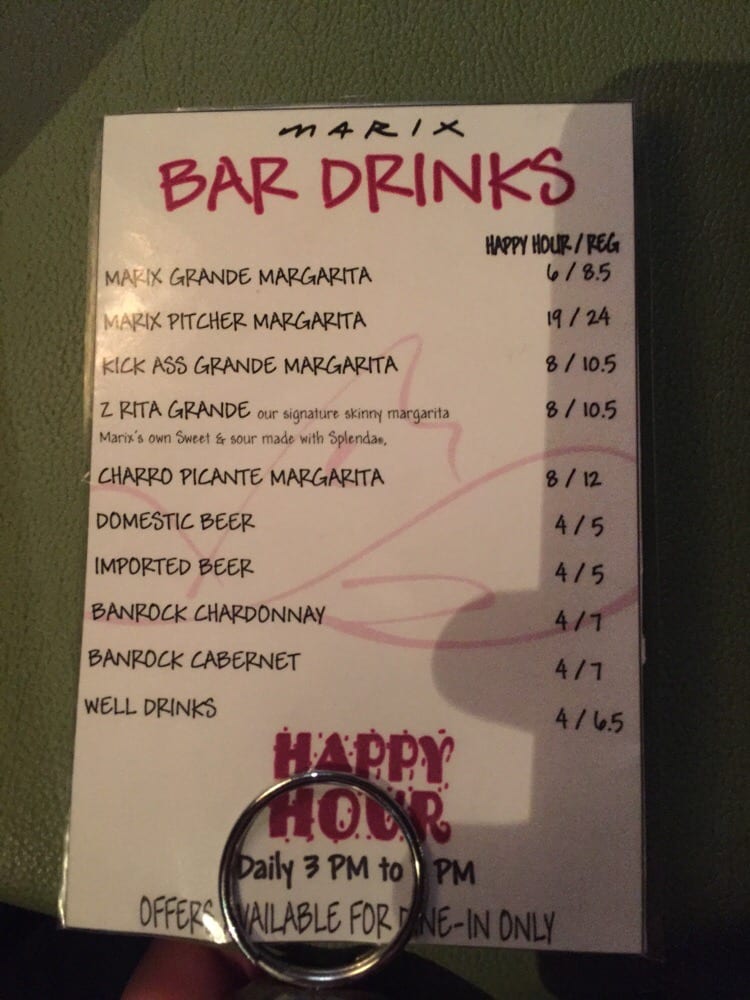 MARIX
BAR DRINKS
HAPPY HOUR / REG
MARIX GRANDE MARGARITA 6 / 8.5
MARIX PITCHER MARGARITA 19 / 24
KICK ASS GRANDE MARGARITA 8 / 10.5
Z RITA GRANDE our signature skinny margarita 8 / 10.5
Marix's own Sweet & sour made with Splenda®,
CHARRO PICANTE MARGARITA 8 / 12
DOMESTIC BEER 4 / 5
IMPORTED BEER 4 / 5
BANROCK CHARDONNAY 4 / 7
BANROCK CABERNET 4 / 7
WELL DRINKS 4 / 6.5
HAPPY
HOUR
Daily 3 PM to PM
OFFERS AVAILABLE FOR DINE-IN ONLY